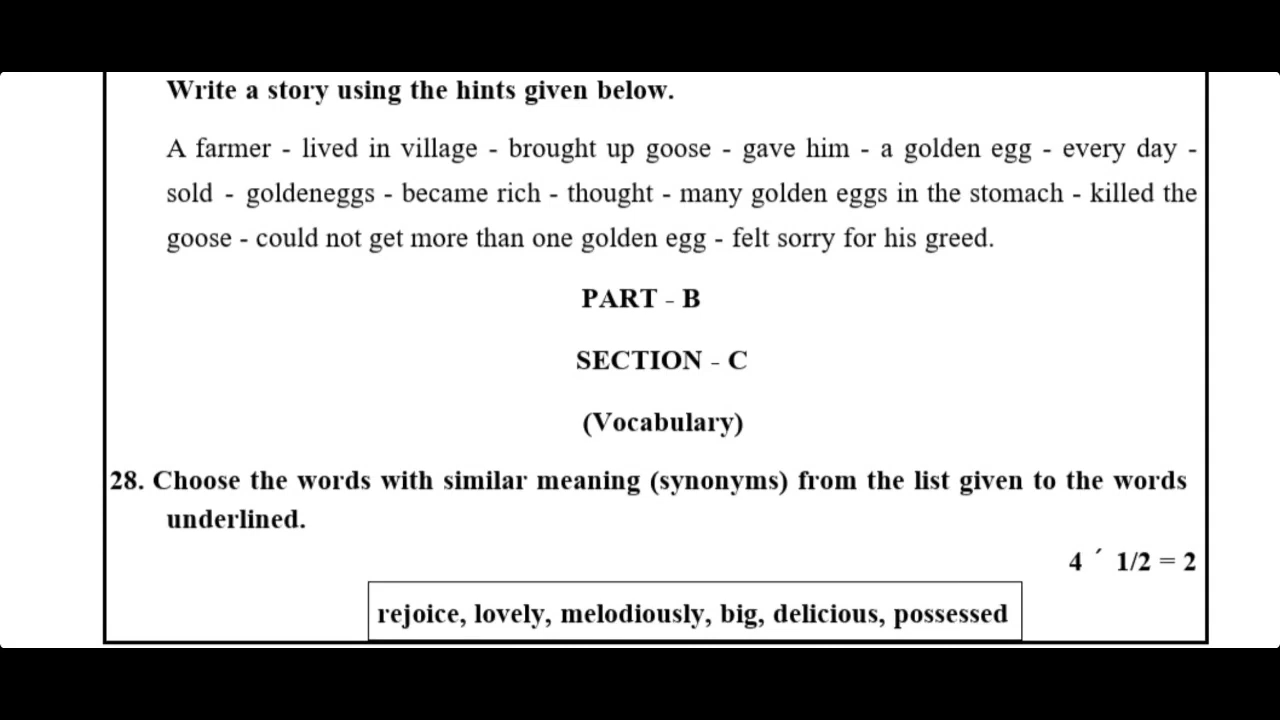 Write a story using the hints given below.
A farmer - lived in village - brought up goose - gave him - a golden egg - every day -
sold - goldeneggs - became rich - thought - many golden eggs in the stomach - killed the
goose - could not get more than one golden egg - felt sorry for his greed.
PART - B
SECTION - C
(Vocabulary)
28. Choose the words with similar meaning (synonyms) from the list given to the words
underlined.
4 ´ 1/2 = 2
rejoice, lovely, melodiously, big, delicious, possessed